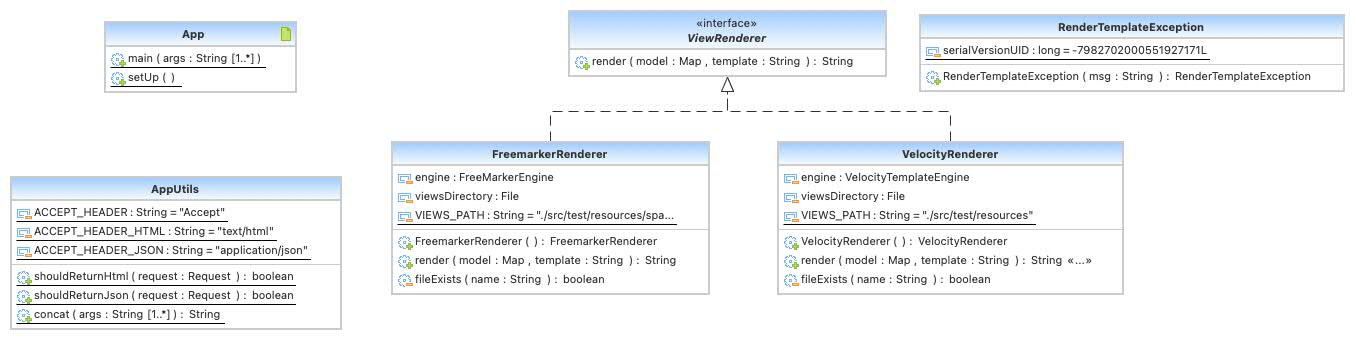 App
main ( args : String [1..*] )
setUp ( )
«interface»
ViewRenderer
render ( model : Map , template : String ) : String
RenderTemplateException
serialVersionUID : long = -7982702000551927171L
RenderTemplateException ( msg : String ) : RenderTemplateException
AppUtils
ACCEPT_HEADER : String = "Accept"
ACCEPT_HEADER_HTML : String = "text/html"
ACCEPT_HEADER_JSON : String = "application/json"
shouldReturnHtml ( request : Request ) : boolean
shouldReturnJson ( request : Request ) : boolean
concat ( args : String [1..*] ) : String
FreemarkerRenderer
engine : FreeMarkerEngine
viewsDirectory : File
VIEWS_PATH : String = "./src/test/resources/spa...
FreemarkerRenderer ( ) : FreemarkerRenderer
render ( model : Map , template : String ) : String
fileExists ( name : String ) : boolean
VelocityRenderer
engine : VelocityTemplateEngine
viewsDirectory : File
VIEWS_PATH : String = "./src/test/resources"
VelocityRenderer ( ) : VelocityRenderer
render ( model : Map , template : String ) : String «...»
fileExists ( name : String ) : boolean